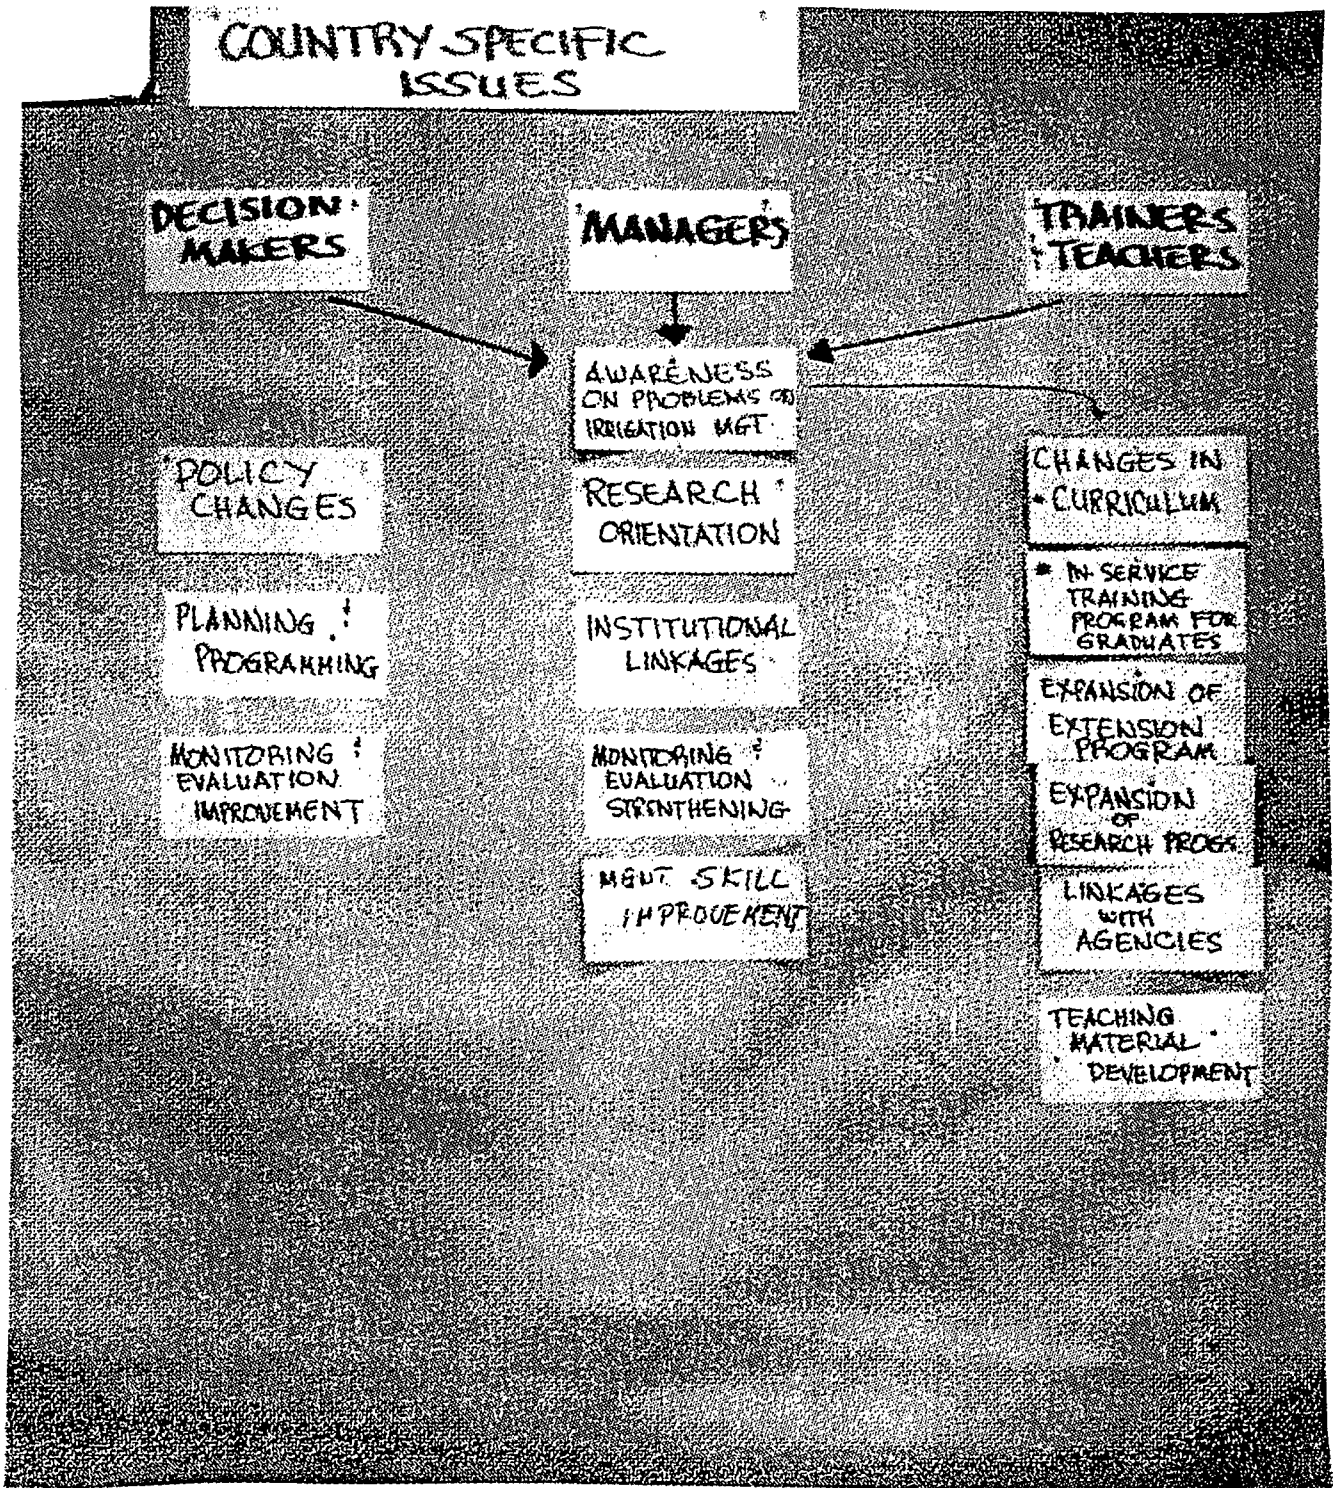 COUNTRY SPECIFIC
ISSUES
DECISION
MAKERS
MANAGERS
TRAINERS
TEACHERS
AWARENESS
ON PROBLEMS ON
IRRIGATION MGT.
POLICY
CHANGES
PLANNING &
PROGRAMMING
MONITORING &
EVALUATION
IMPROVEMENT
RESEARCH
ORIENTATION
INSTITUTIONAL
LINKAGES
MONITORING &
EVALUATION
STRENTHENING
MGNT. SKILL
IMPROVEMENT
CHANGES IN
* CURRICULUM
* IN-SERVICE
TRAINING
PROGRAM FOR
GRADUATES
EXPANSION OF
EXTENSION
PROGRAM
EXPANSION
OF
RESEARCH PROGS.
LINKAGES
WITH
AGENCIES
TEACHING
MATERIAL
DEVELOPMENT